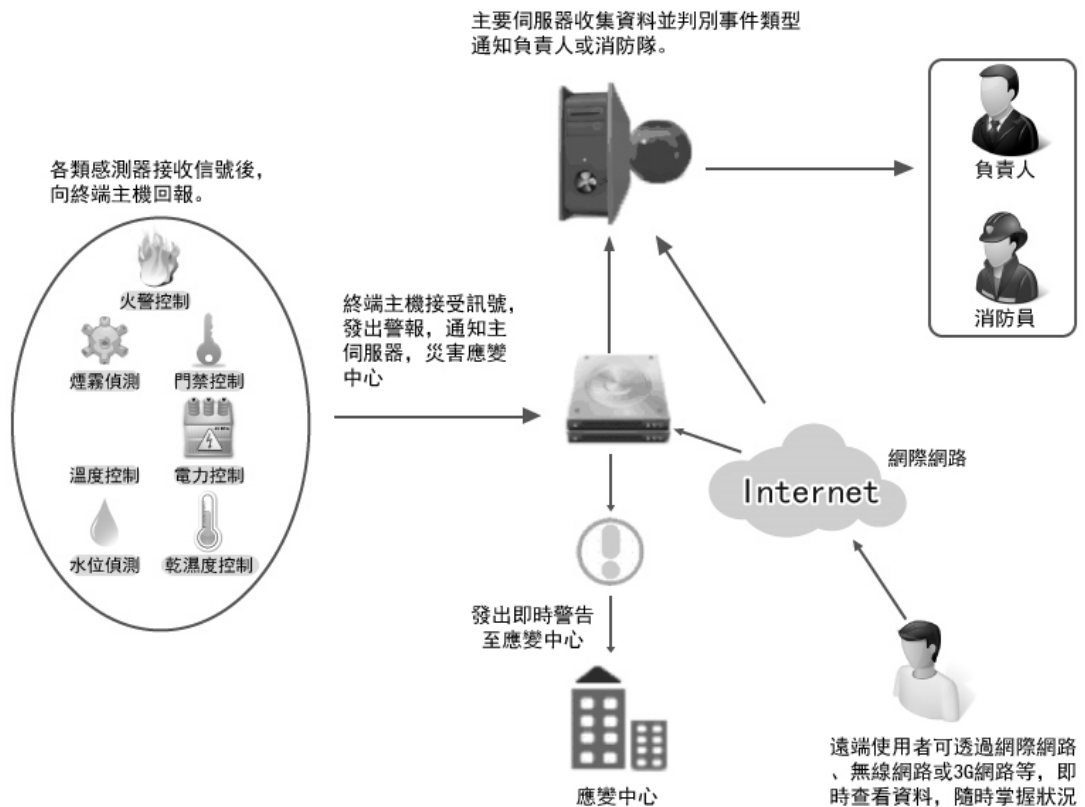 主要伺服器收集資料並判別事件類型
通知負責人或消防隊。
負責人
消防員
各類感測器接收信號後,
向終端主機回報。
火警控制
煙霧偵測
門禁控制
溫度控制
電力控制
水位偵測
乾濕度控制
終端主機接受訊號,
發出警報, 通知主
伺服器, 災害應變
中心
網際網路
Internet
發出即時警告
至應變中心
應變中心
遠端使用者可透過網際網路
、無線網路或3G網路等, 即
時查看資料, 隨時掌握狀況